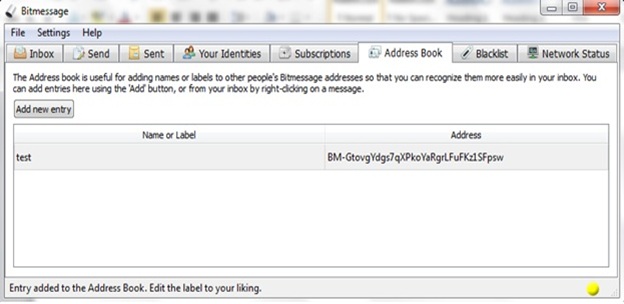 Bitmessage
File Settings Help
Inbox Send Sent Your Identities Subscriptions Address Book Blacklist Network Status
The Address book is useful for adding names or labels to other people's Bitmessage addresses so that you can recognize them more easily in your inbox. You
can add entries here using the 'Add' button, or from your inbox by right-clicking on a message.
Add new entry
Name or Label Address
test BM-GtovgYdgs7qXPkoYaRgrLFuFKz1SFpsw
Entry added to the Address Book. Edit the label to your liking.